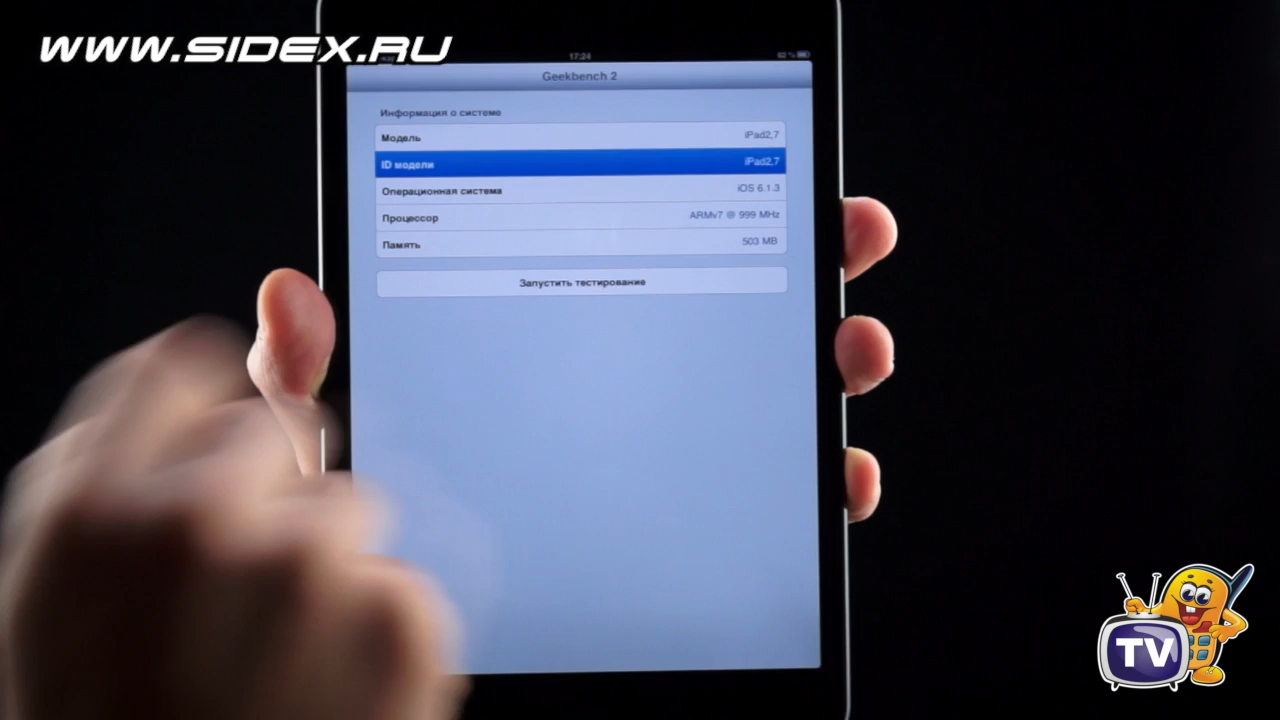 WWW.SIDEX.RU
17:24
Geekbench 2
Информация о системе
Модель iPad2,7
ID модели iPad2,7
Операционная система iOS 6.1.3
Процессор ARMv7 @ 999 MHz
Память 503 MB
Запустить тестирование
TV